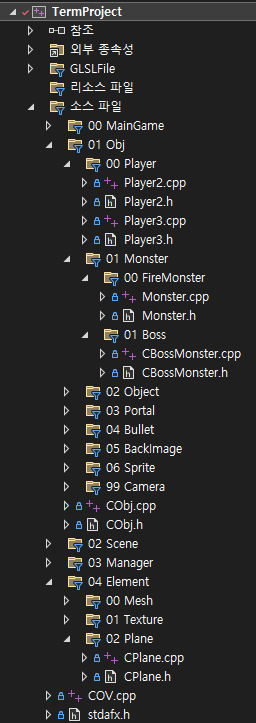 TermProject
참조
외부 종속성
GLSLFile
리소스 파일
소스 파일
00 MainGame
01 Obj
00 Player
Player2.cpp
Player2.h
Player3.cpp
Player3.h
01 Monster
00 FireMonster
Monster.cpp
Monster.h
01 Boss
CBossMonster.cpp
CBossMonster.h
02 Object
03 Portal
04 Bullet
05 BackImage
06 Sprite
99 Camera
CObj.cpp
CObj.h
02 Scene
03 Manager
04 Element
00 Mesh
01 Texture
02 Plane
CPlane.cpp
CPlane.h
COV.cpp
stdafx.h